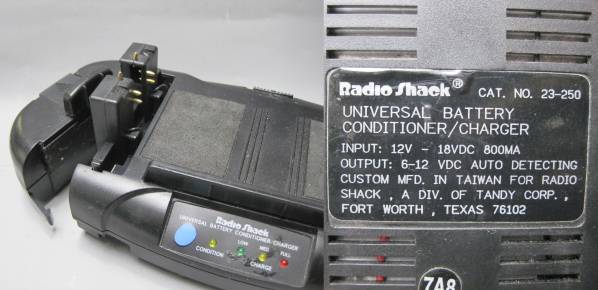 Radio Shack
UNIVERSAL BATTERY CONDITIONER/CHARGER
CONDITION
LOW
MED
FULL
CHARGE
Radio Shack®
CAT. NO. 23-250
UNIVERSAL BATTERY
CONDITIONER/CHARGER
INPUT: 12V - 18VDC 800MA
OUTPUT: 6-12 VDC AUTO DETECTING
CUSTOM MFD. IN TAIWAN FOR RADIO
SHACK , A DIV. OF TANDY CORP. ,
FORT WORTH , TEXAS 76102
7A8